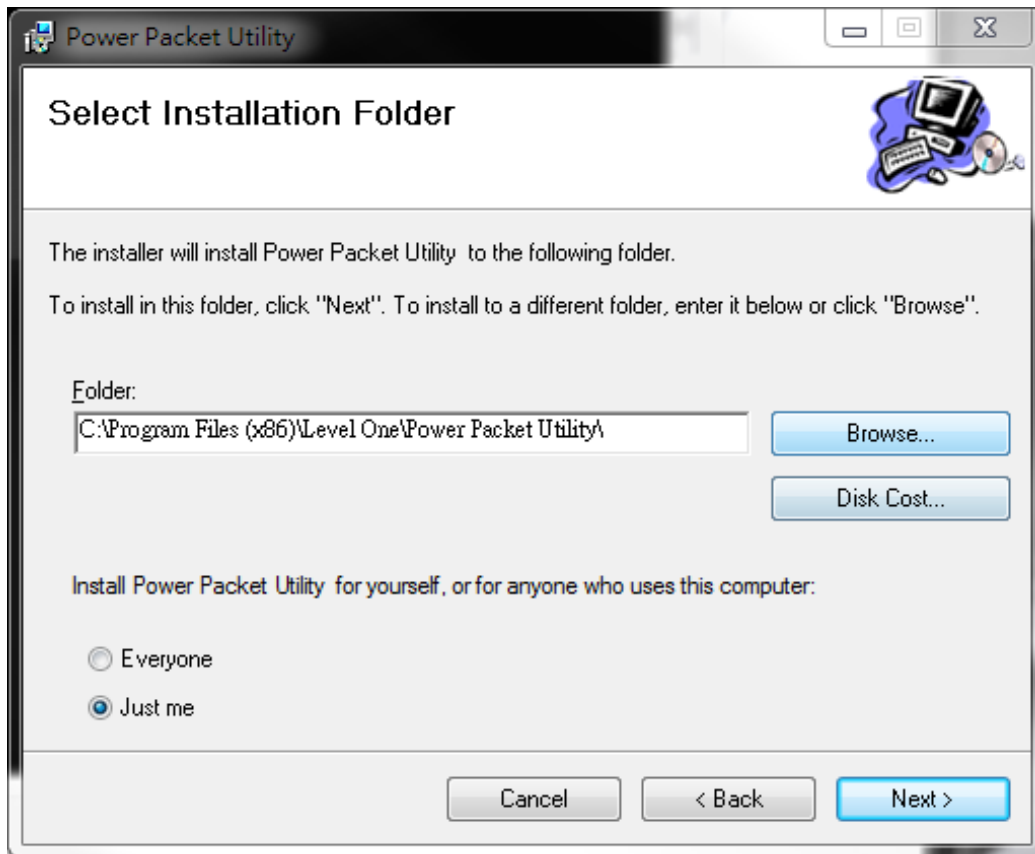 Power Packet Utility
Select Installation Folder
The installer will install Power Packet Utility  to the following folder.
To install in this folder, click "Next". To install to a different folder, enter it below or click "Browse".
Folder:
C:\Program Files (x86)\Level One\Power Packet Utility\
Browse...
Disk Cost...
Install Power Packet Utility  for yourself, or for anyone who uses this computer:
Everyone
Just me
Cancel
< Back
Next >